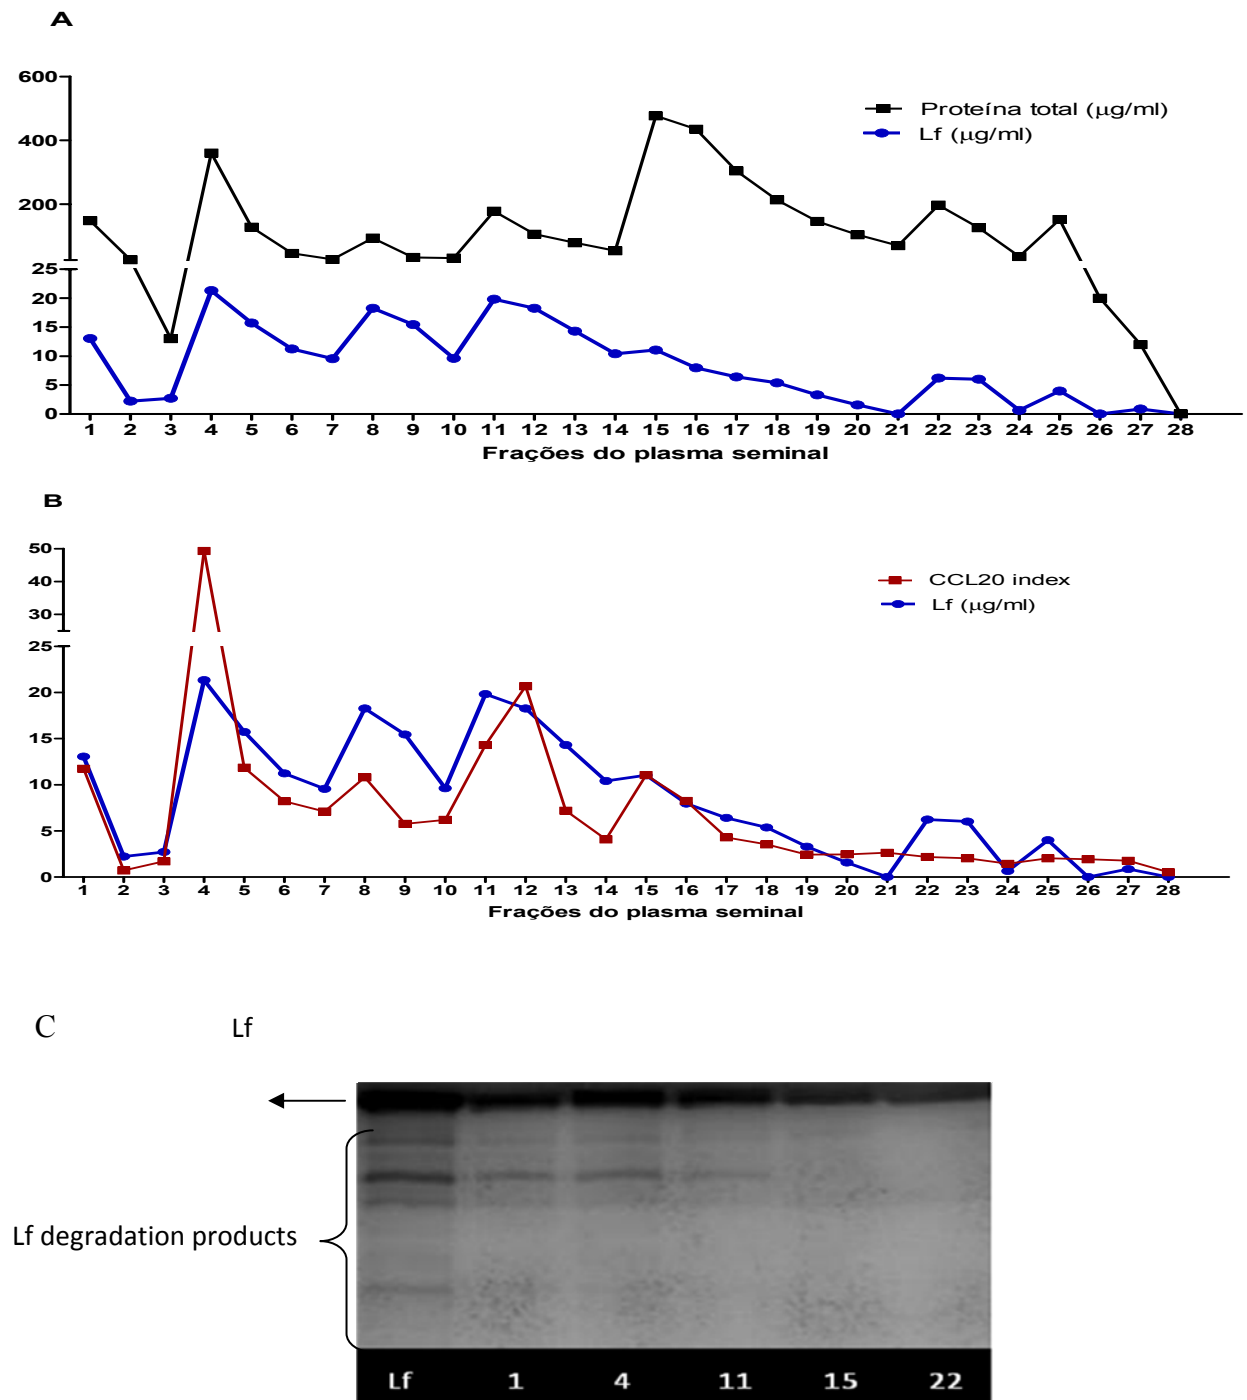 A
600
400
200
25
20
15
10
5
0
Proteína total (µg/ml)
Lf (µg/ml)
1 2 3 4 5 6 7 8 9 10 11 12 13 14 15 16 17 18 19 20 21 22 23 24 25 26 27 28
Frações do plasma seminal
B
50
40
30
25
20
15
10
5
0
CCL20 index
Lf (µg/ml)
1 2 3 4 5 6 7 8 9 10 11 12 13 14 15 16 17 18 19 20 21 22 23 24 25 26 27 28
Frações do plasma seminal
C Lf
Lf degradation products
Lf 1 4 11 15 22